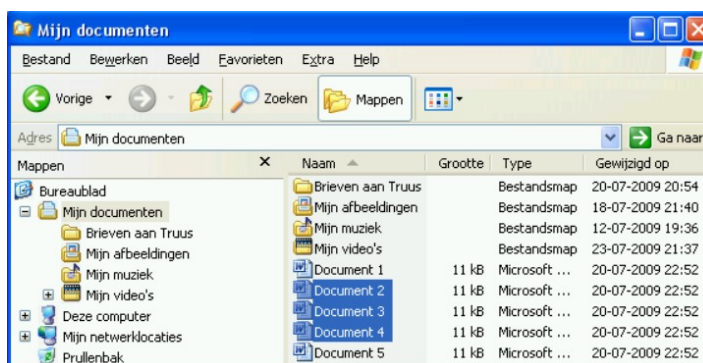 Mijn documenten
Bestand Bewerken Beeld Favorieten Extra Help
Vorige Zoeken Mappen
Adres Mijn documenten Ga naar
Mappen x
Bureaublad
Mijn documenten
Brieven aan Truus
Mijn afbeeldingen
Mijn muziek
Mijn video's
Deze computer
Mijn netwerklocaties
Prullenbak
Naam Grootte Type Gewijzigd op
Brieven aan Truus Bestandsmap 20-07-2009 20:54
Mijn afbeeldingen Bestandsmap 18-07-2009 21:40
Mijn muziek Bestandsmap 12-07-2009 19:36
Mijn video's Bestandsmap 23-07-2009 21:37
Document 1 11 kB Microsoft ... 20-07-2009 22:52
Document 2 11 kB Microsoft ... 20-07-2009 22:52
Document 3 11 kB Microsoft ... 20-07-2009 22:52
Document 4 11 kB Microsoft ... 20-07-2009 22:52
Document 5 11 kB Microsoft ... 20-07-2009 22:52